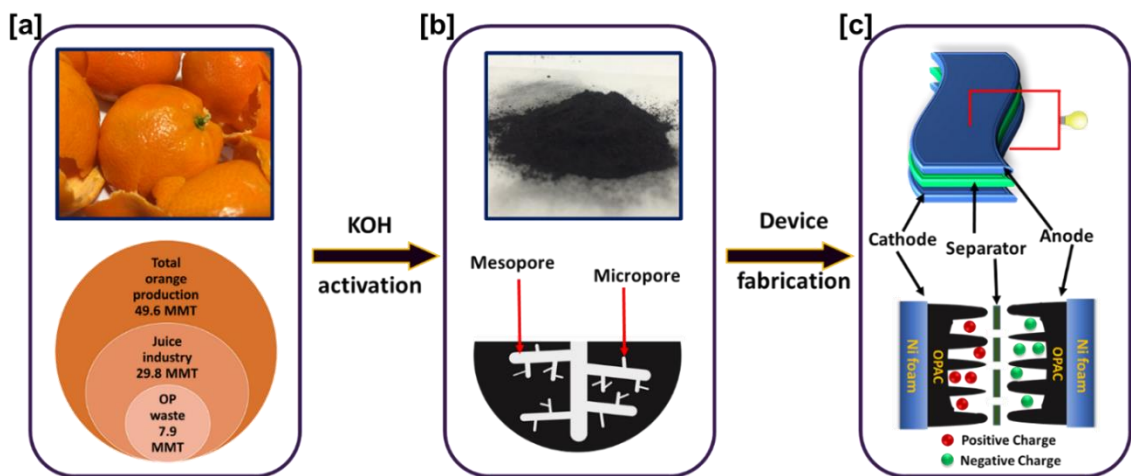 [a]
Total
orange
production
49.6 MMT
Juice
industry
29.8 MMT
OP
waste
7.9
MMT
KOH
activation
[b]
Mesopore
Micropore
Device
fabrication
[c]
Cathode
Separator
Anode
Ni foam
OPAC
OPAC
Ni foam
Positive Charge
Negative Charge